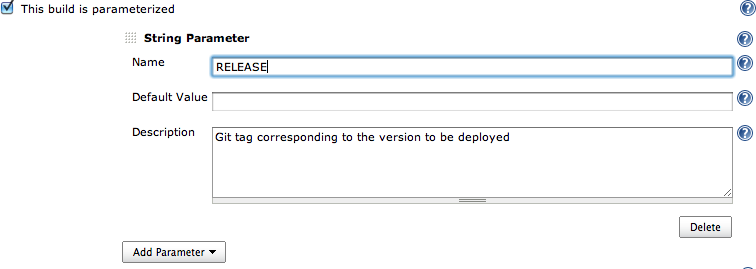 This build is parameterized
String Parameter
Name
RELEASE
Default Value
Description
Git tag corresponding to the version to be deployed
Delete
Add Parameter